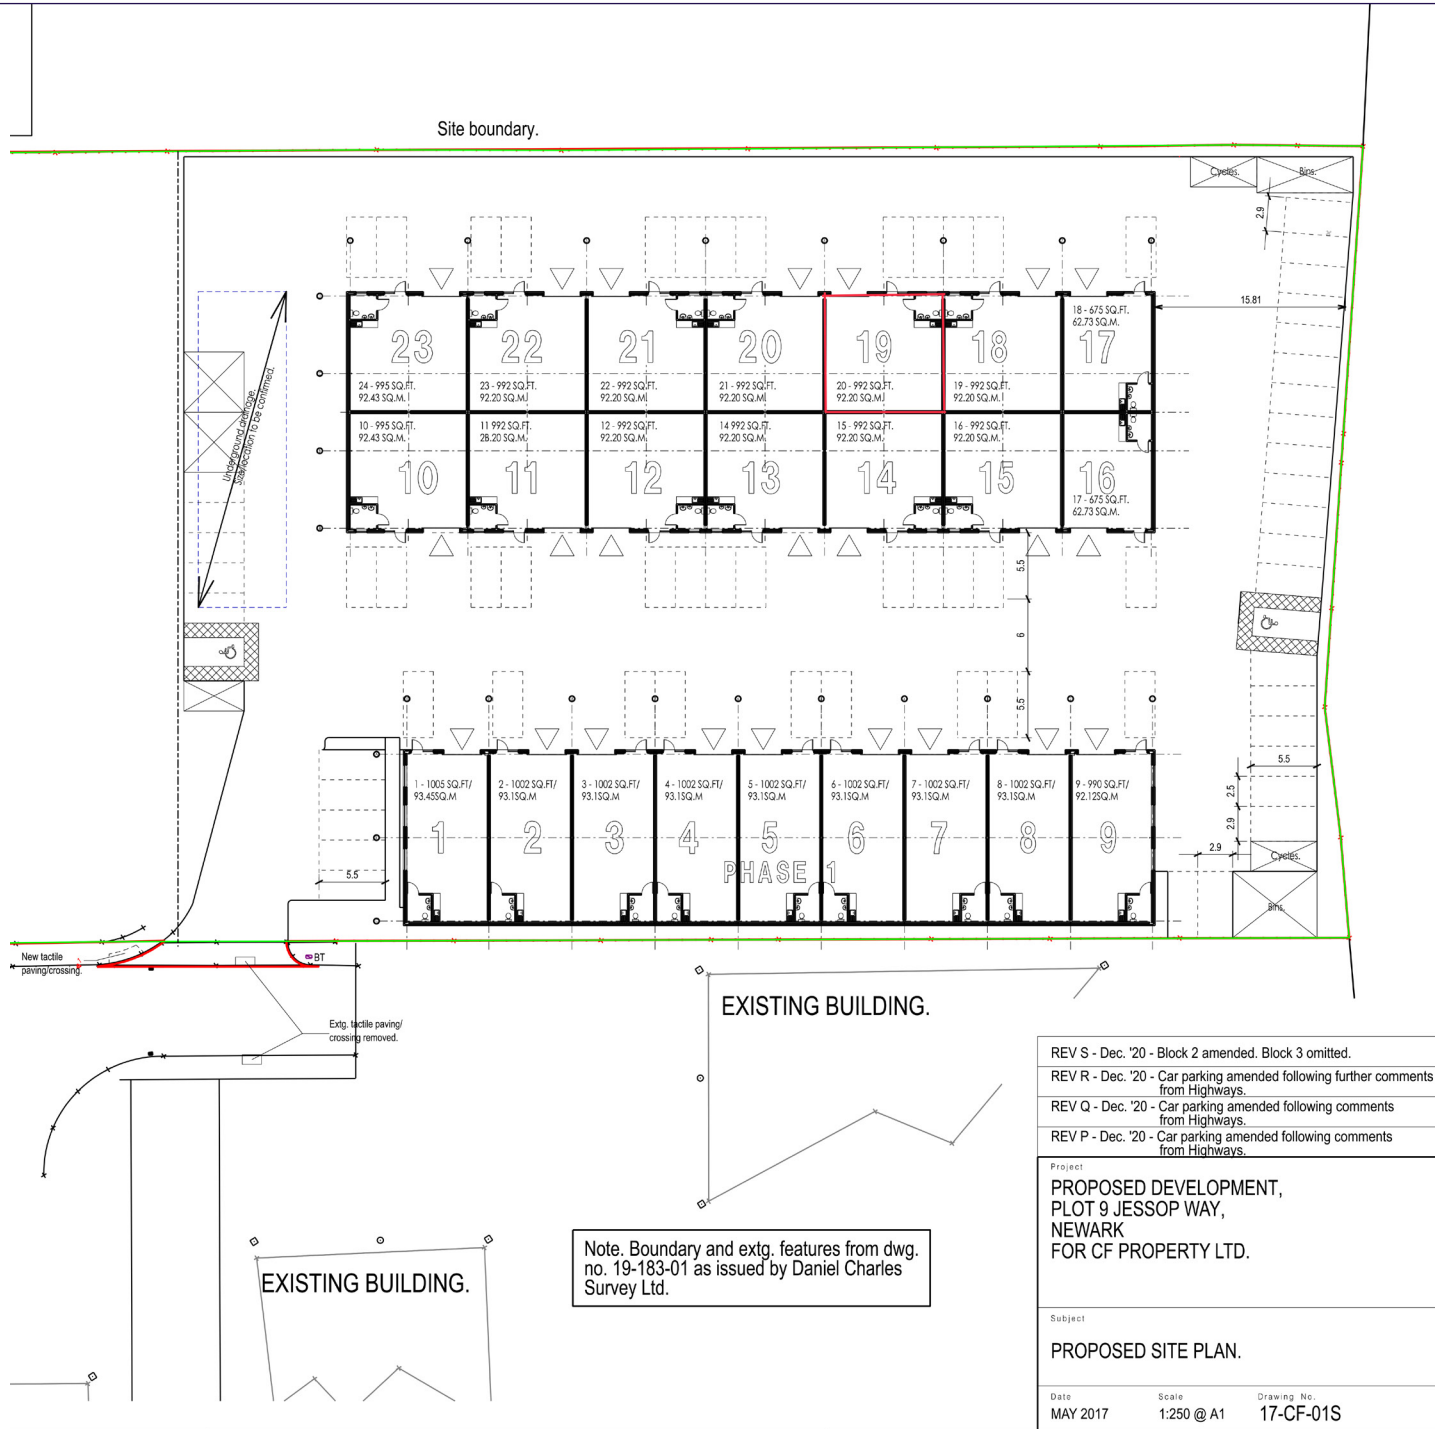 Site boundary.
Cycles.
Bins.
2.9
15.81
23
22
21
20
19
18
17
18 - 675 SQ.FT.
62.73 SQ.M.
24 - 995 SQ.FT.
92.43 SQ.M.
23 - 992 SQ.FT.
92.20 SQ.M.
22 - 992 SQ.FT.
92.20 SQ.M.
21 - 992 SQ.FT.
92.20 SQ.M.
20 - 992 SQ.FT.
92.20 SQ.M.
19 - 992 SQ.FT.
92.20 SQ.M.
Underground drainage.
Size/location to be confirmed.
10 - 995 SQ.FT.
92.43 SQ.M.
11 992 SQ.FT.
2B.20 SQ.M.
12 - 992 SQ.FT.
92.20 SQ.M.
14 992 SQ.FT.
92.20 SQ.M.
15 - 992 SQ.FT.
92.20 SQ.M.
16 - 992 SQ.FT.
92.20 SQ.M.
10
11
12
13
14
15
16
17 - 675 SQ.FT.
62.73 SQ.M.
5.5
6
5.5
1 - 1005 SQ.FT/
93.45SQ.M
2 - 1002 SQ.FT/
93.1SQ.M
3 - 1002 SQ.FT/
93.1SQ.M
4 - 1002 SQ.FT/
93.1SQ.M
5 - 1002 SQ.FT/
93.1SQ.M
6 - 1002 SQ.FT/
93.1SQ.M
7 - 1002 SQ.FT/
93.1SQ.M
8 - 1002 SQ.FT/
93.1SQ.M
9 - 990 SQ.FT/
92.12SQ.M
1
2
3
4
5
6
7
8
9
PHASE 1
5.5
5.5
2.5
2.9
2.9
Cycles.
Bins.
New tactile
paving/crossing.
BT
Extg. tactile paving/
crossing removed.
EXISTING BUILDING.
EXISTING BUILDING.
Note. Boundary and extg. features from dwg.
no. 19-183-01 as issued by Daniel Charles
Survey Ltd.
REV S - Dec. '20 - Block 2 amended. Block 3 omitted.
REV R - Dec. '20 - Car parking amended following further comments
from Highways.
REV Q - Dec. '20 - Car parking amended following comments
from Highways.
REV P - Dec. '20 - Car parking amended following comments
from Highways.
Project
PROPOSED DEVELOPMENT,
PLOT 9 JESSOP WAY,
NEWARK
FOR CF PROPERTY LTD.
Subject
PROPOSED SITE PLAN.
Date
Scale
Drawing No.
MAY 2017
1:250 @ A1
17-CF-01S